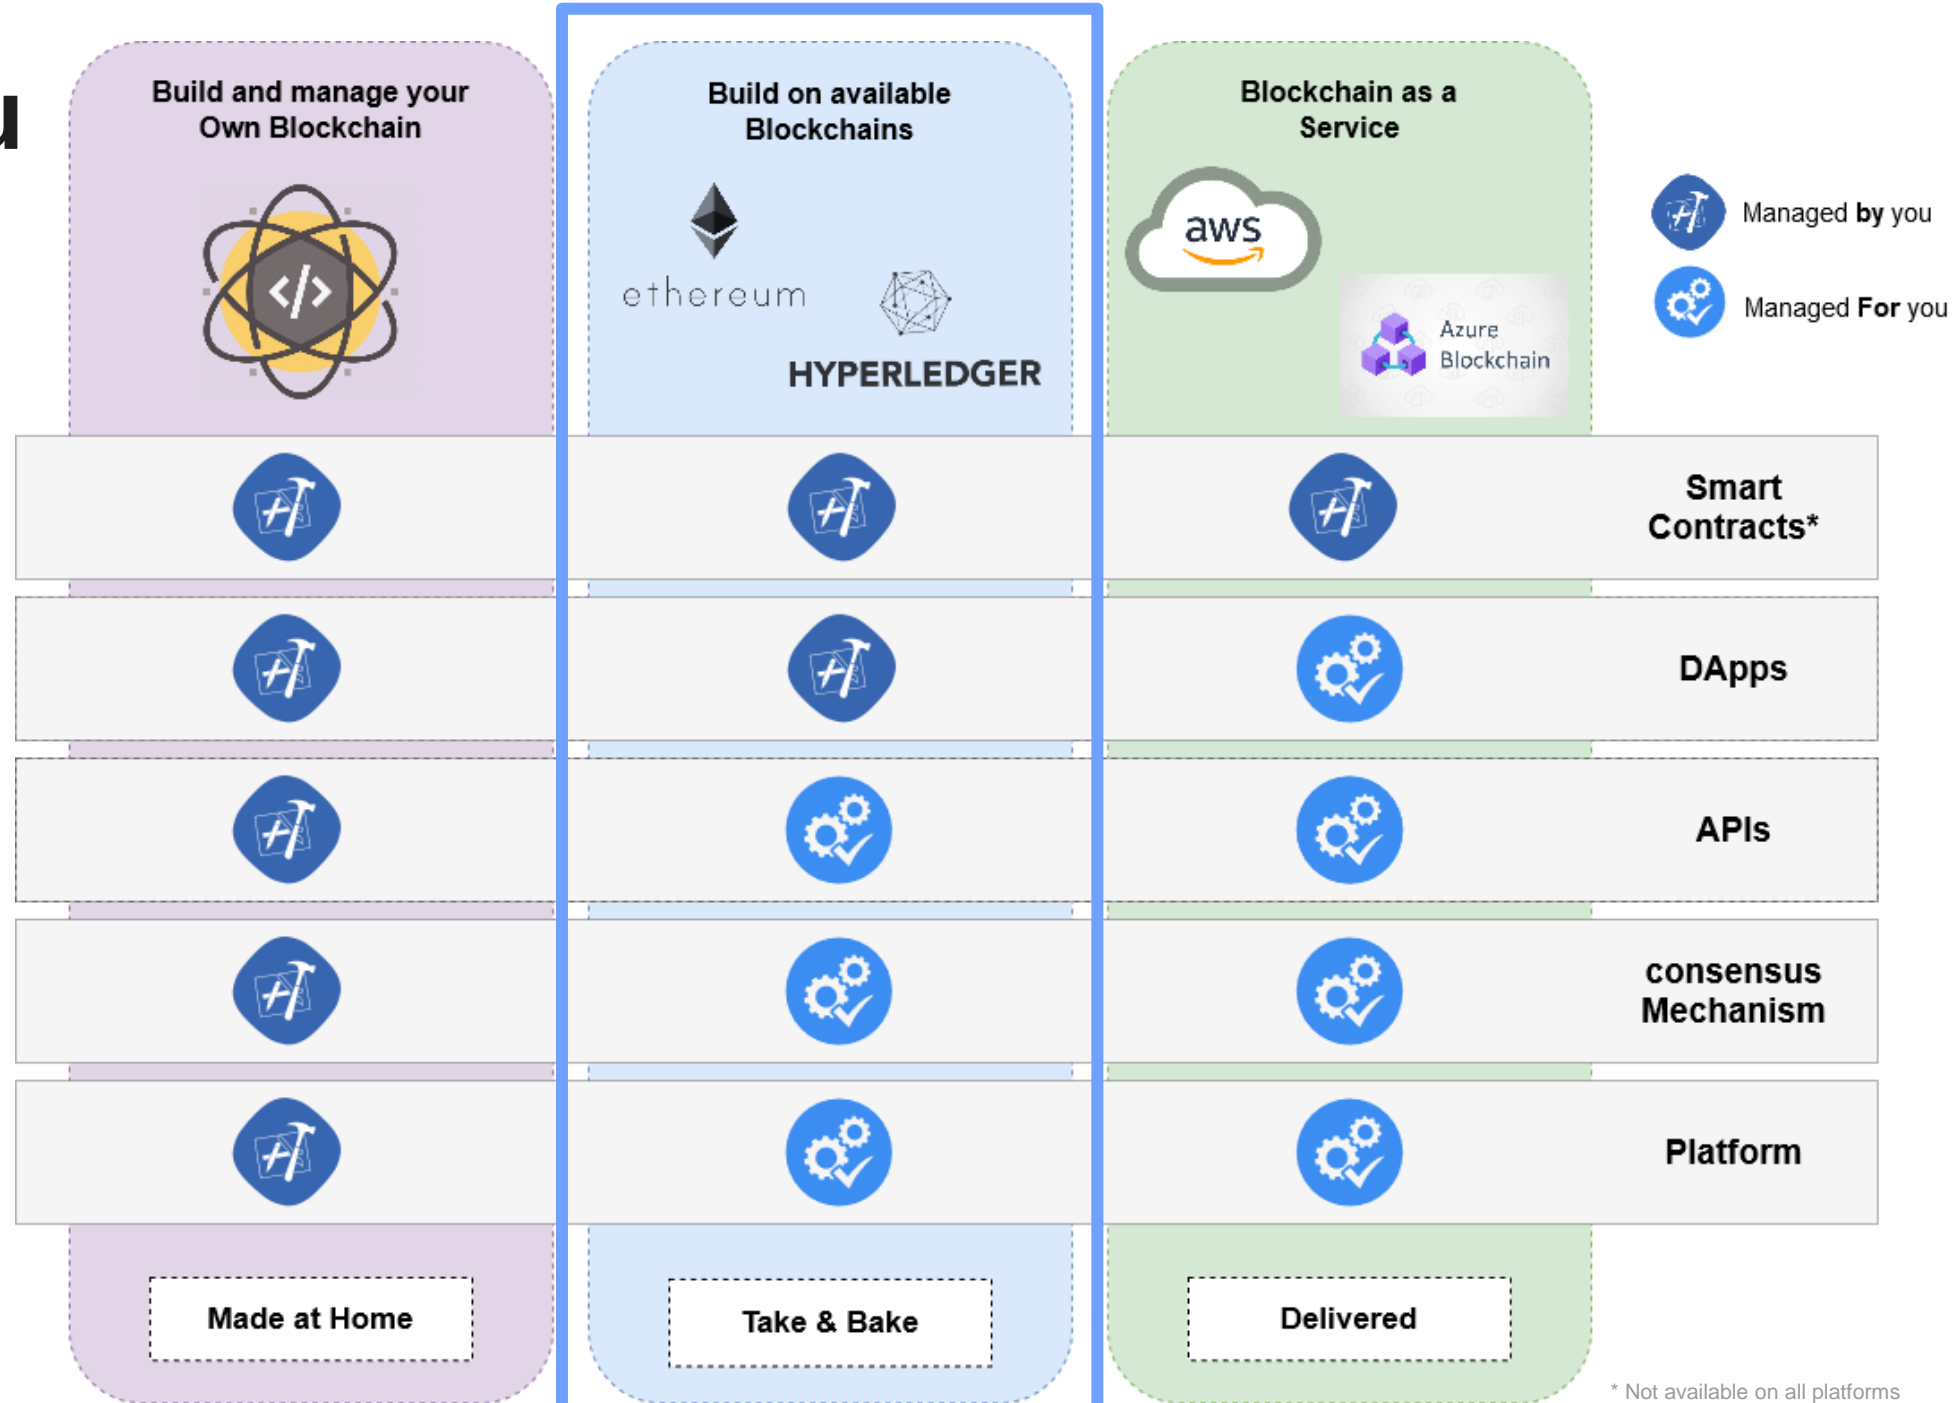 u
Build and manage your
Own Blockchain
</>
Build on available
Blockchains
ethereum
HYPERLEDGER
Blockchain as a
Service
aws
Azure
Blockchain
Managed by you
Managed For you
Smart
Contracts*
DApps
APIs
consensus
Mechanism
Platform
Made at Home
Take & Bake
Delivered
* Not available on all platforms